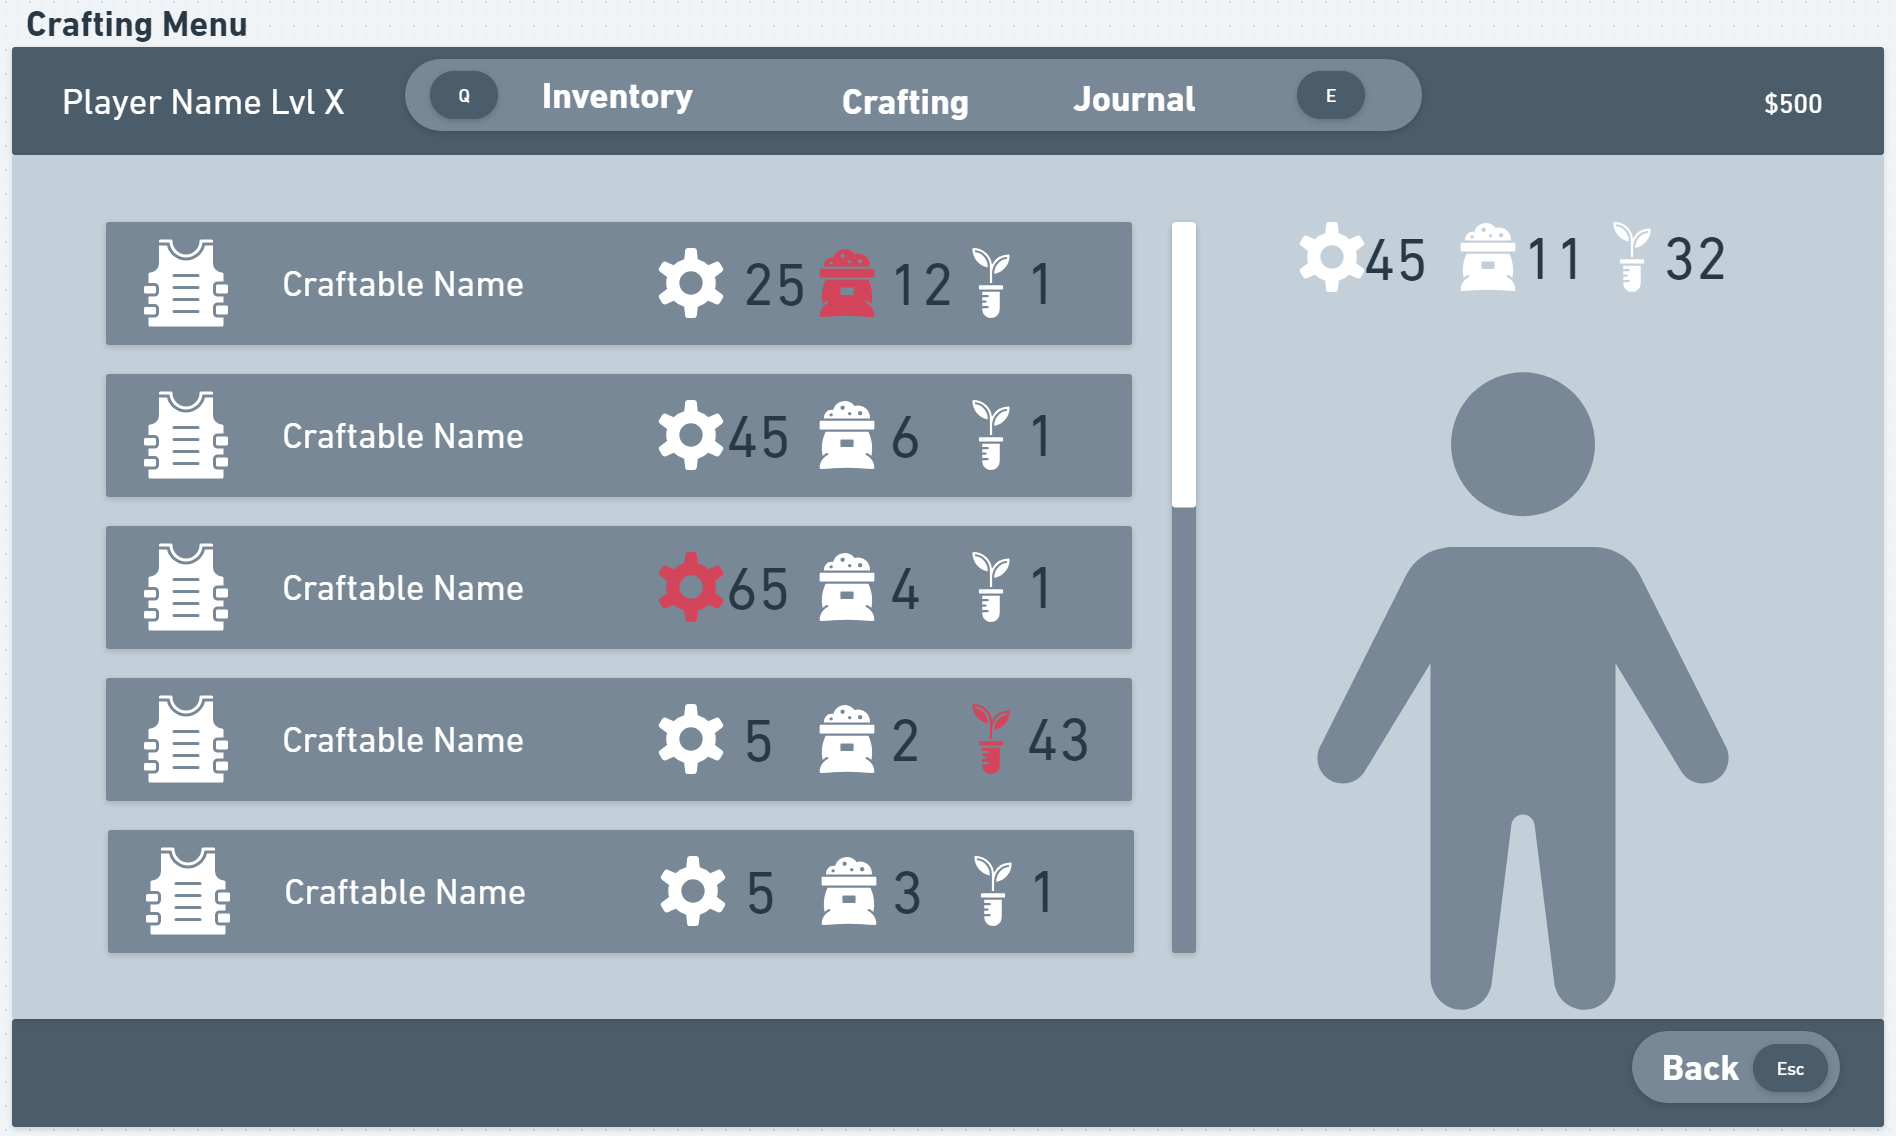 Crafting Menu
Player Name Lvl X
Q Inventory Crafting Journal E
$500
45 11 32
Craftable Name 25 12 1
Craftable Name 45 6 1
Craftable Name 65 4 1
Craftable Name 5 2 43
Craftable Name 5 3 1
Back Esc